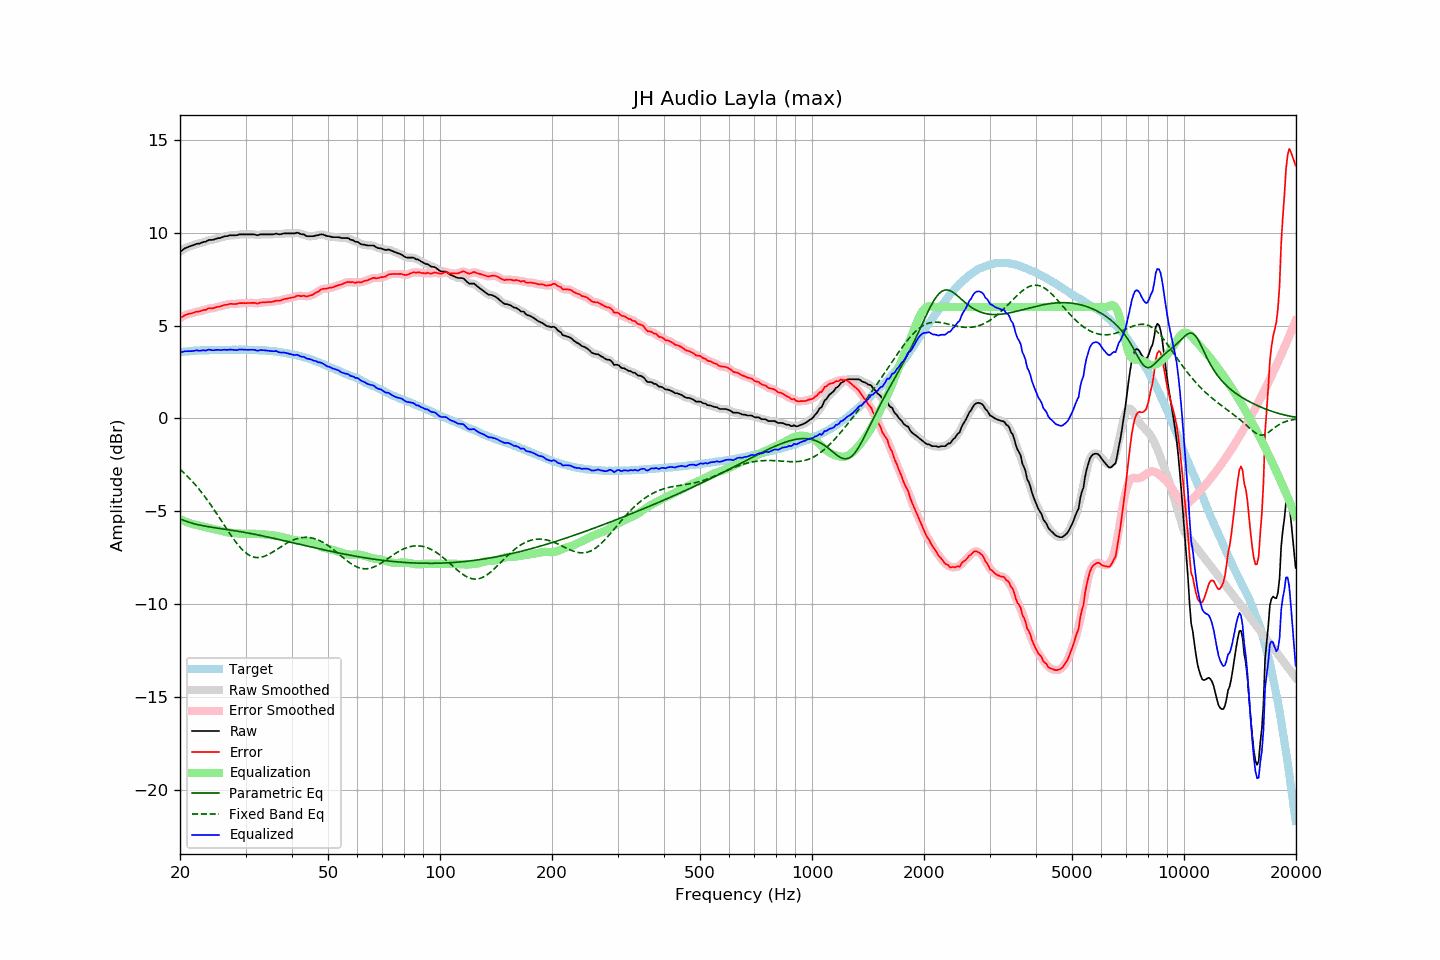 JH Audio Layla (max)
Amplitude (dBr)
15
10
5
0
−5
−10
−15
−20
Target
Raw Smoothed
Error Smoothed
Raw
Error
Equalization
Parametric Eq
Fixed Band Eq
Equalized
20 50 100 200 500 1000 2000 5000 10000 20000
Frequency (Hz)